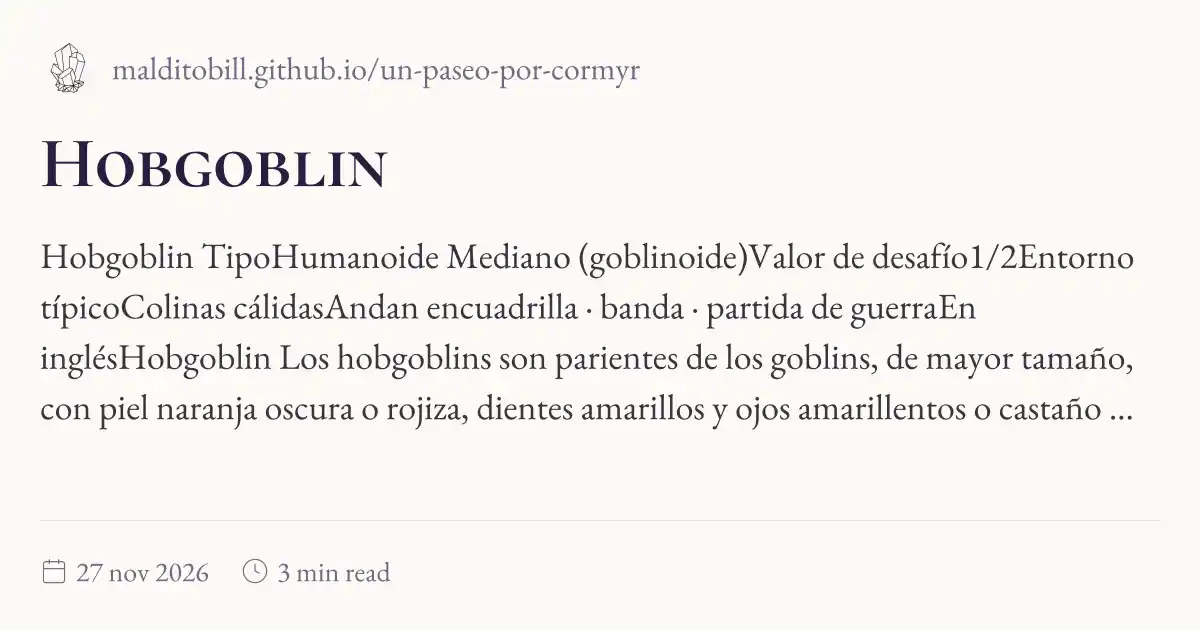 malditobill.github.io/un-paseo-por-cormyr
Hobgoblin
Hobgoblin TipoHumanoide Mediano (goblinoide)Valor de desafío1/2Entorno
típicoColinas cálidasAndan encuadrilla · banda · partida de guerraEn
inglésHobgoblin Los hobgoblins son parientes de los goblins, de mayor tamaño,
con piel naranja oscura o rojiza, dientes amarillos y ojos amarillentos o castaño ...
27 nov 2026
3 min read